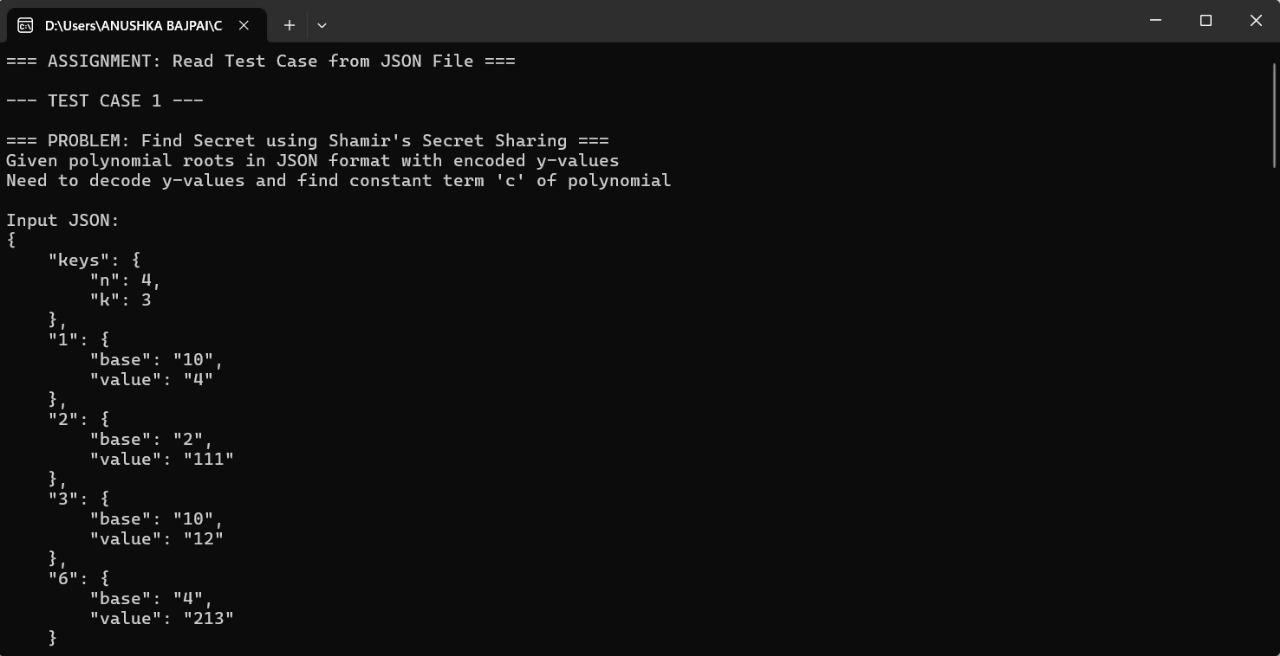 D:\Users\ANUSHKA BAJPAI\C
=== ASSIGNMENT: Read Test Case from JSON File ===
--- TEST CASE 1 ---
=== PROBLEM: Find Secret using Shamir's Secret Sharing ===
Given polynomial roots in JSON format with encoded y-values
Need to decode y-values and find constant term 'c' of polynomial
Input JSON:
{
    "keys": {
        "n": 4,
        "k": 3
    },
    "1": {
        "base": "10",
        "value": "4"
    },
    "2": {
        "base": "2",
        "value": "111"
    },
    "3": {
        "base": "10",
        "value": "12"
    },
    "6": {
        "base": "4",
        "value": "213"
    }